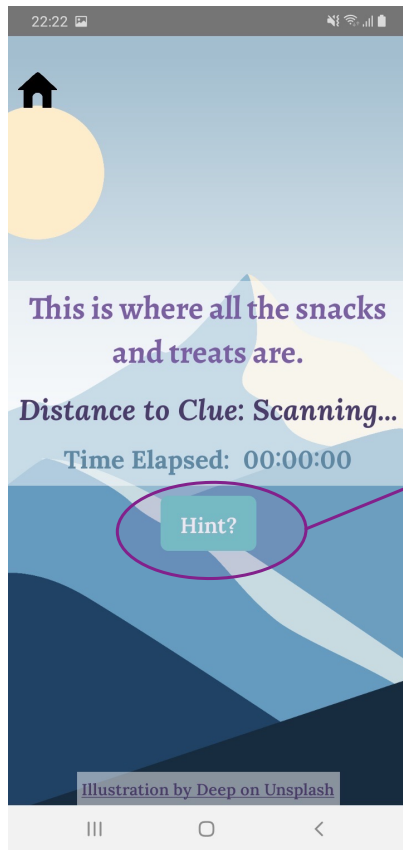 22:22
This is where all the snacks
and treats are.
Distance to Clue: Scanning...
Time Elapsed: 00:00:00
Hint?
Illustration by Deep on Unsplash